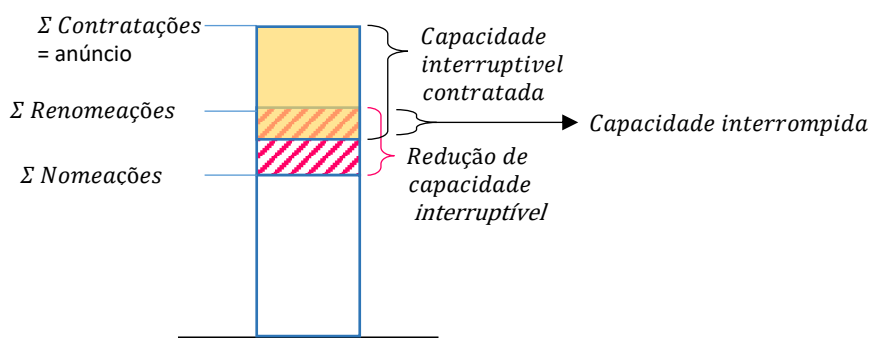 Σ Contratações
= anúncio
Capacidade
interruptivel
contratada
Σ Renomeações
Capacidade interrompida
Redução de
capacidade
interruptível
Σ Nomeações